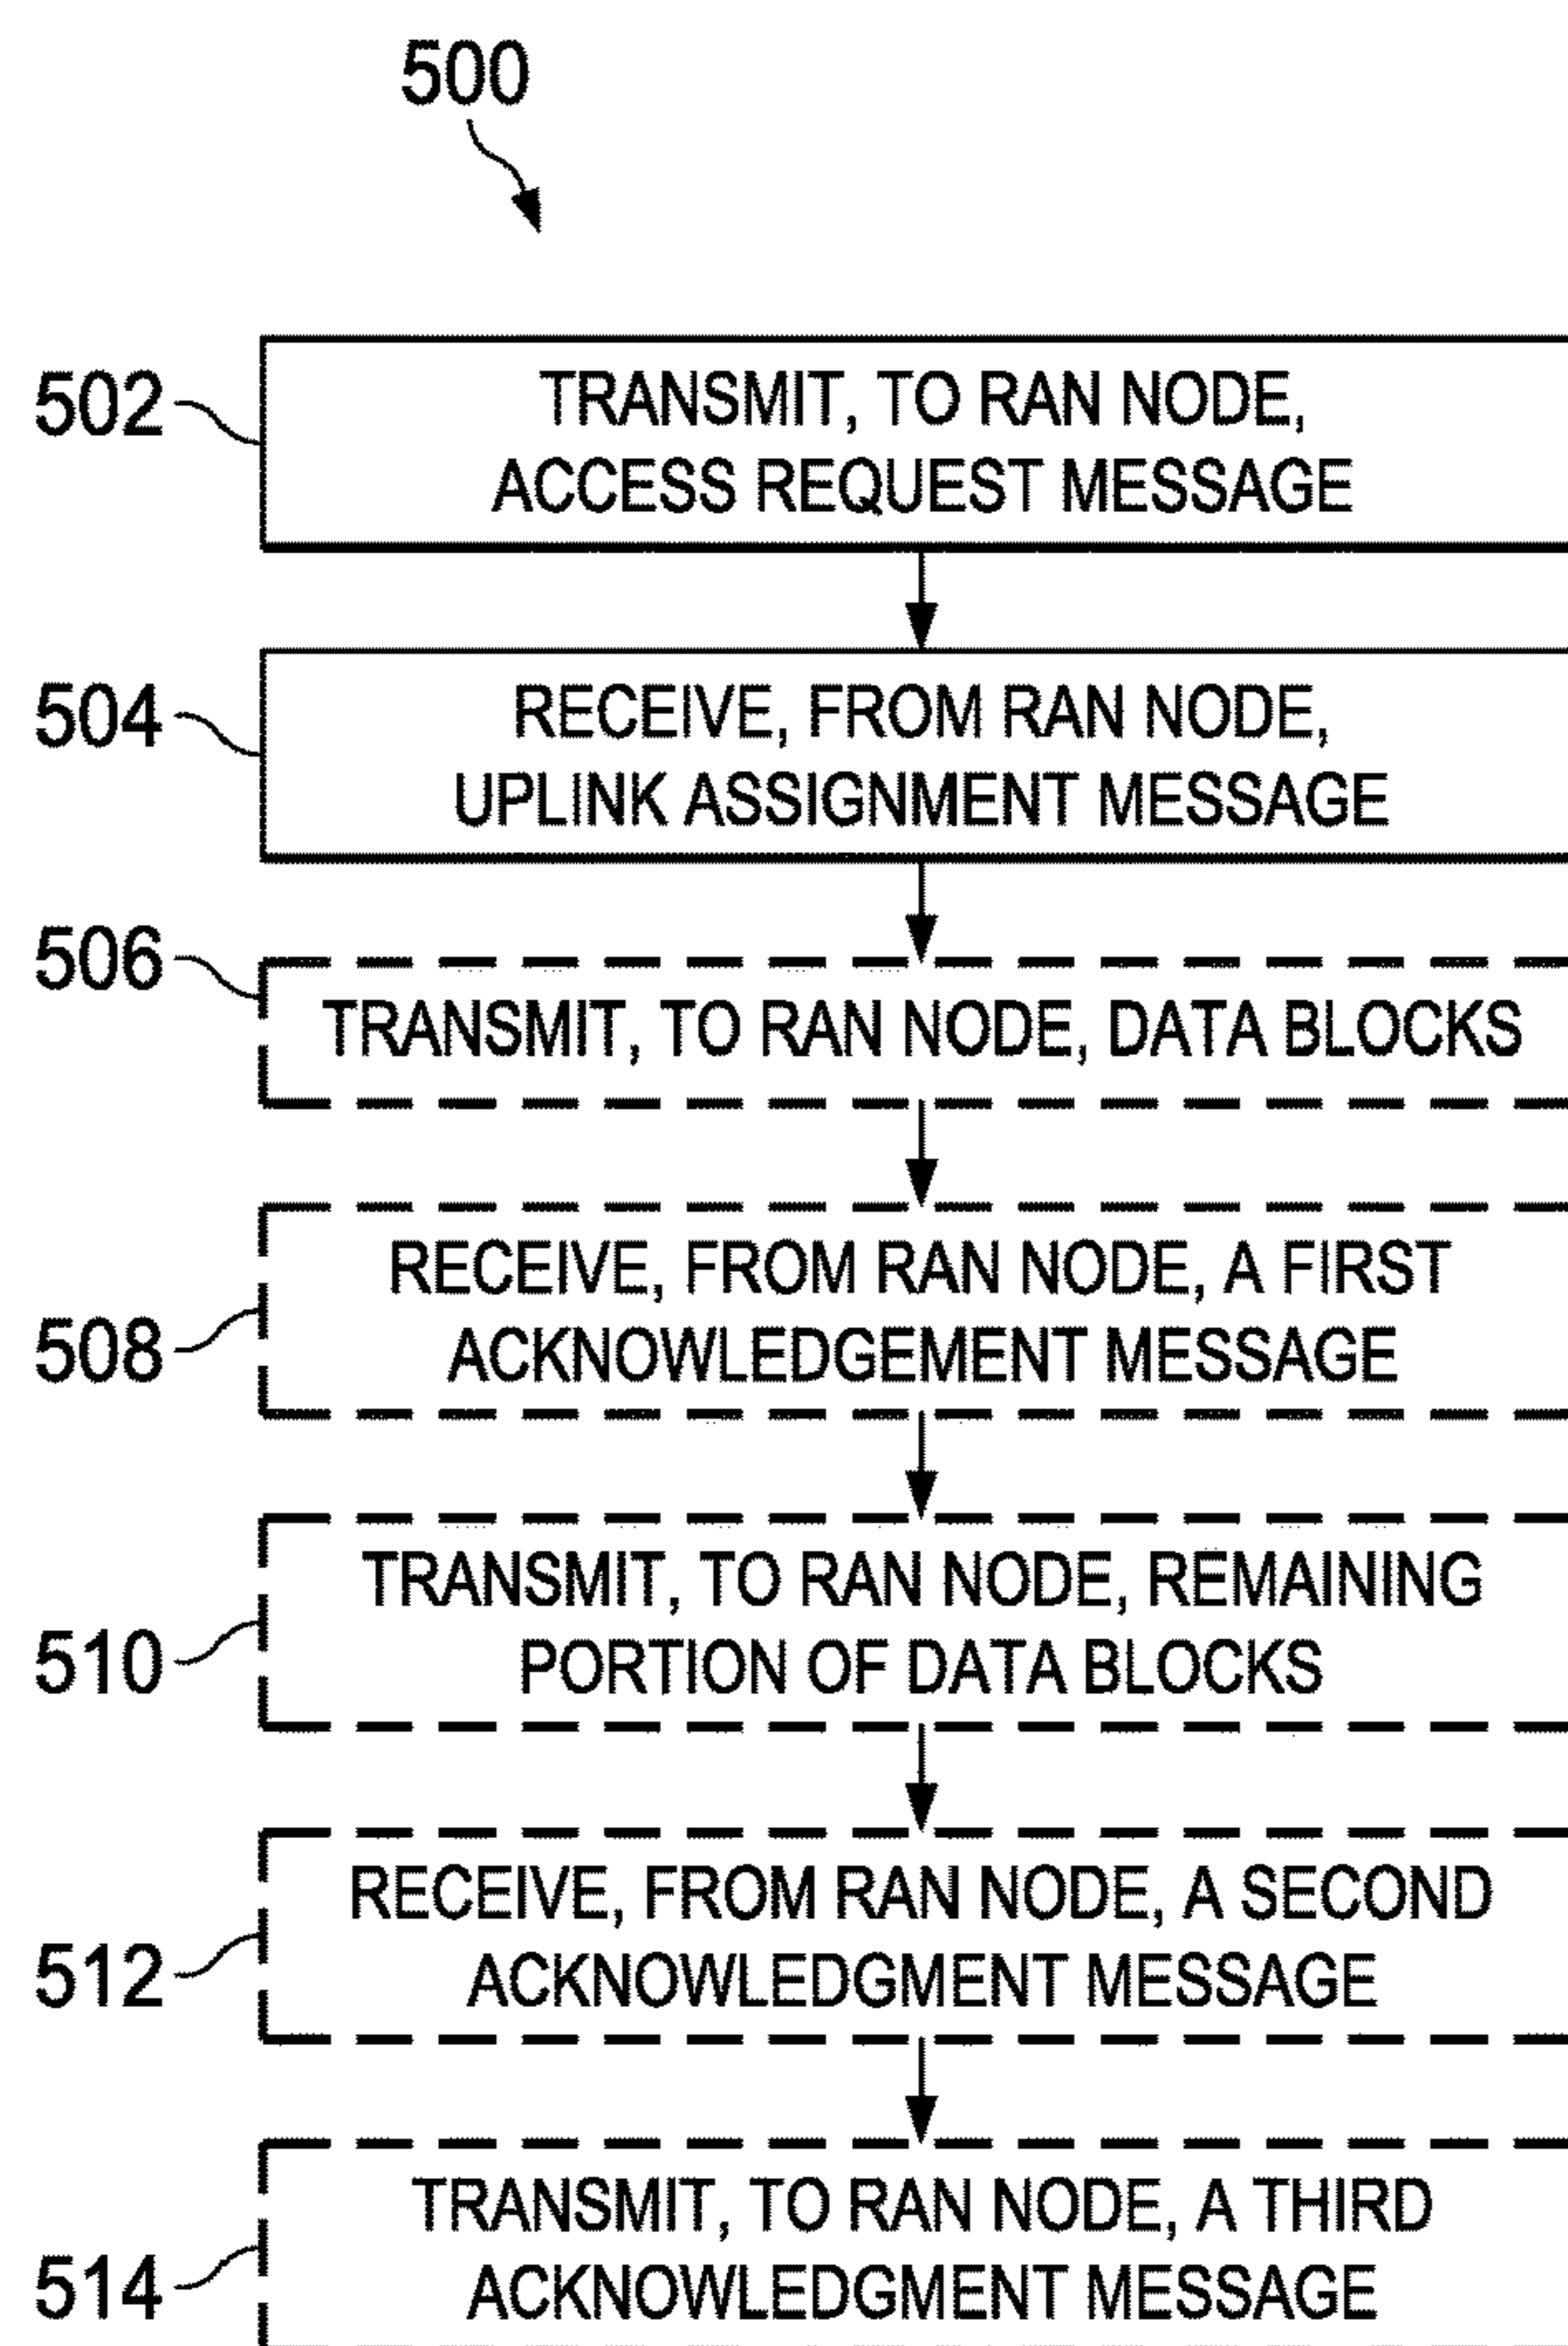 500
502
TRANSMIT, TO RAN NODE,
ACCESS REQUEST MESSAGE
504
RECEIVE, FROM RAN NODE,
UPLINK ASSIGNMENT MESSAGE
506
TRANSMIT, TO RAN NODE, DATA BLOCKS
508
RECEIVE, FROM RAN NODE, A FIRST
ACKNOWLEDGEMENT MESSAGE
510
TRANSMIT, TO RAN NODE, REMAINING
PORTION OF DATA BLOCKS
512
RECEIVE, FROM RAN NODE, A SECOND
ACKNOWLEDGMENT MESSAGE
514
TRANSMIT, TO RAN NODE, A THIRD
ACKNOWLEDGMENT MESSAGE